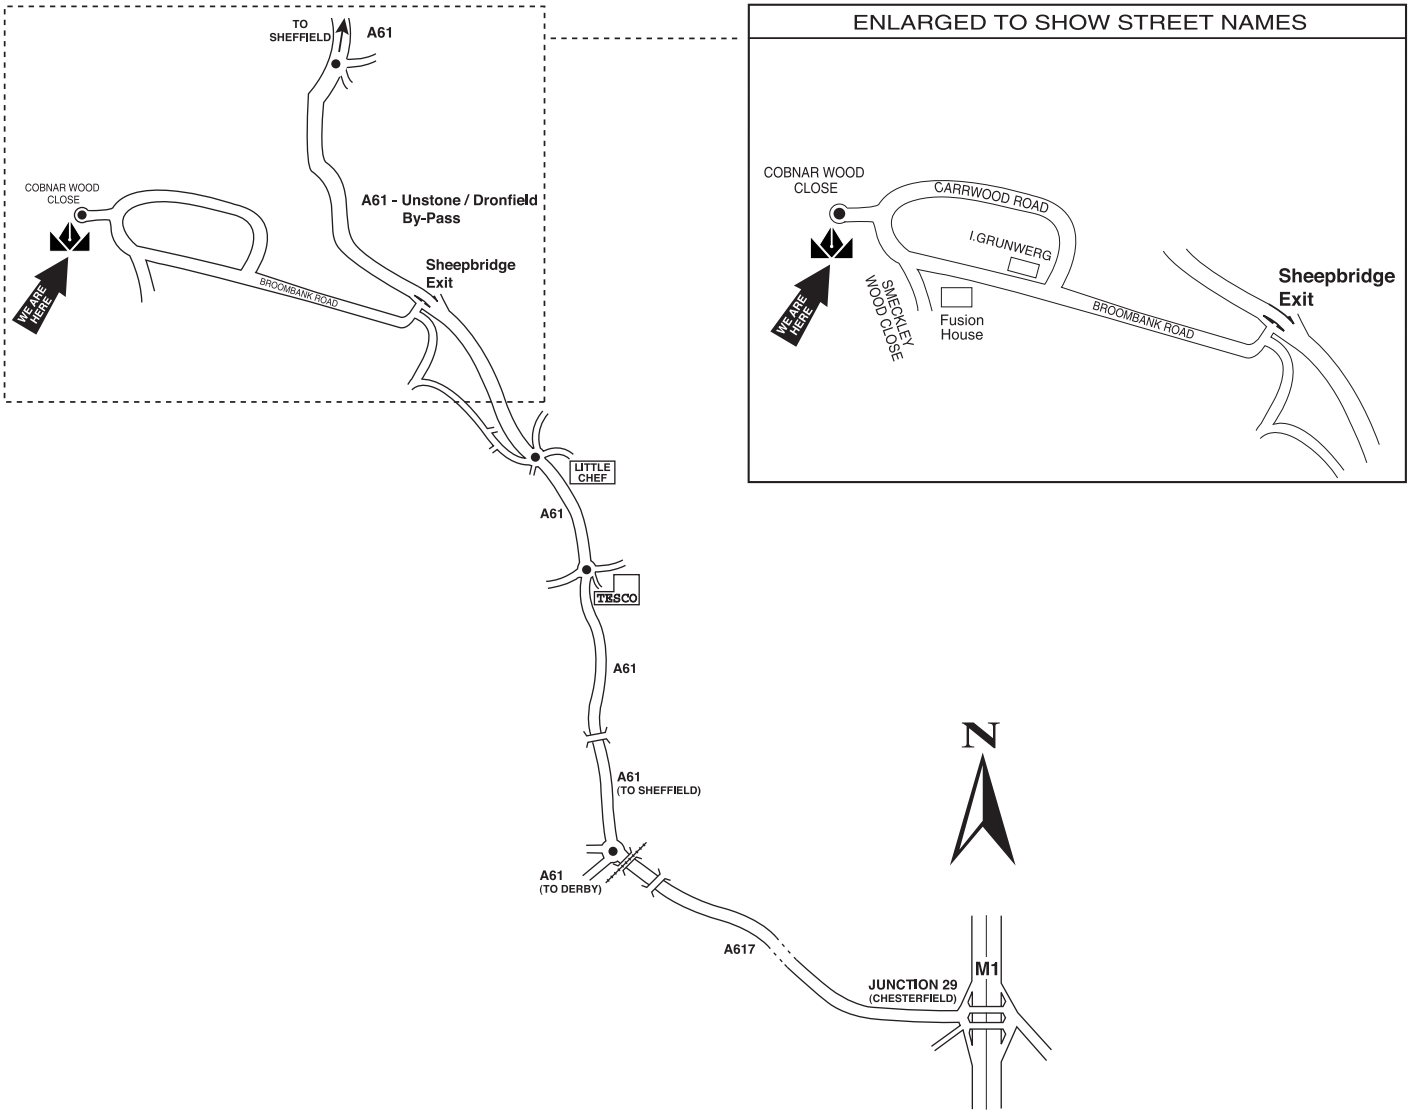 TO
SHEFFIELD
A61
COBNAR WOOD
CLOSE
WE ARE
HERE
A61 - Unstone / Dronfield
By-Pass
Sheepbridge
Exit
BROOMBANK ROAD
LITTLE
CHEF
A61
TESCO
A61
A61
(TO SHEFFIELD)
A61
(TO DERBY)
A617
JUNCTION 29
(CHESTERFIELD)
M1
N
ENLARGED TO SHOW STREET NAMES
COBNAR WOOD
CLOSE
WE ARE
HERE
CARRWOOD ROAD
I.GRUNWERG
SMECKLEY
WOOD CLOSE
Fusion
House
BROOMBANK ROAD
Sheepbridge
Exit